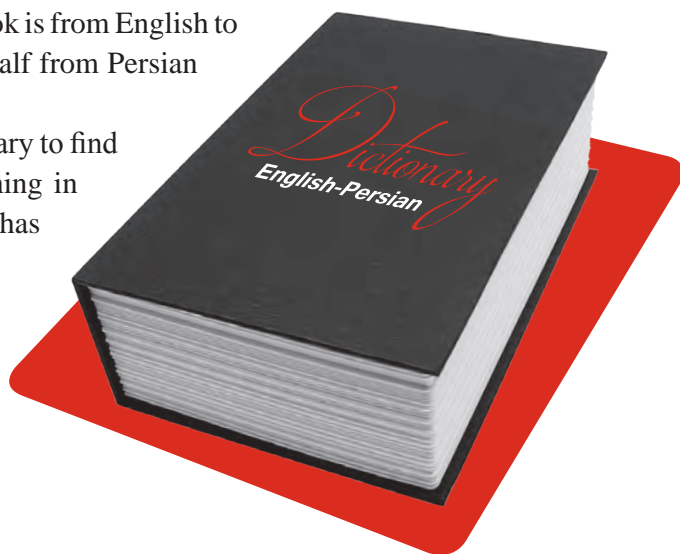 ok is from English to
alf from Persian
ary to find
ning in
has
Dictionary
English-Persian